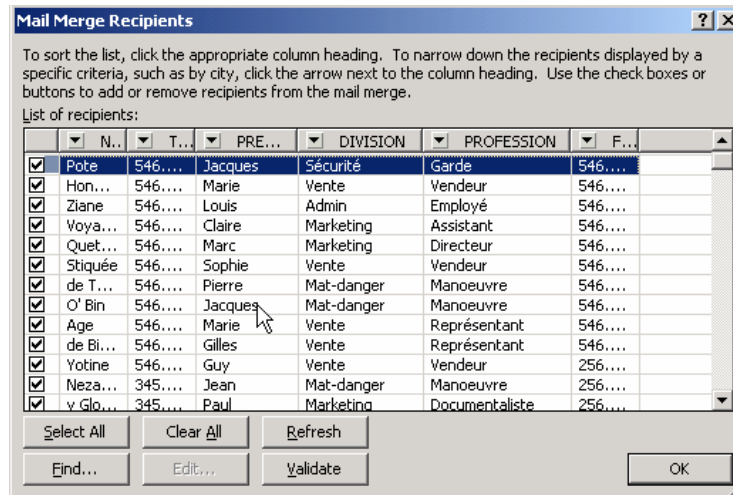 Mail Merge Recipients
To sort the list, click the appropriate column heading. To narrow down the recipients displayed by a
specific criteria, such as by city, click the arrow next to the column heading. Use the check boxes or
buttons to add or remove recipients from the mail merge.
List of recipients:
N.. T... PRE... DIVISION PROFESSION F...
Pote 546.... Jacques Sécurité Garde 546....
Hon... 546.... Marie Vente Vendeur 546....
Ziane 546.... Louis Admin Employé 546....
Voya... 546.... Claire Marketing Assistant 546....
Quet... 546.... Marc Marketing Directeur 546....
Stiquée 546.... Sophie Vente Vendeur 546....
de T... 546.... Pierre Mat-danger Manoeuvre 546....
O' Bin 546.... Jacques Mat-danger Manoeuvre 546....
Age 546.... Marie Vente Représentant 546....
de Bi... 546.... Gilles Vente Représentant 546....
Yotine 546.... Guy Vente Vendeur 256....
Neza... 345.... Jean Mat-danger Manoeuvre 256....
v Glo... 345.... Paul Marketing Documentaliste 256....
Select All Clear All Refresh
Find... Edit... Validate OK